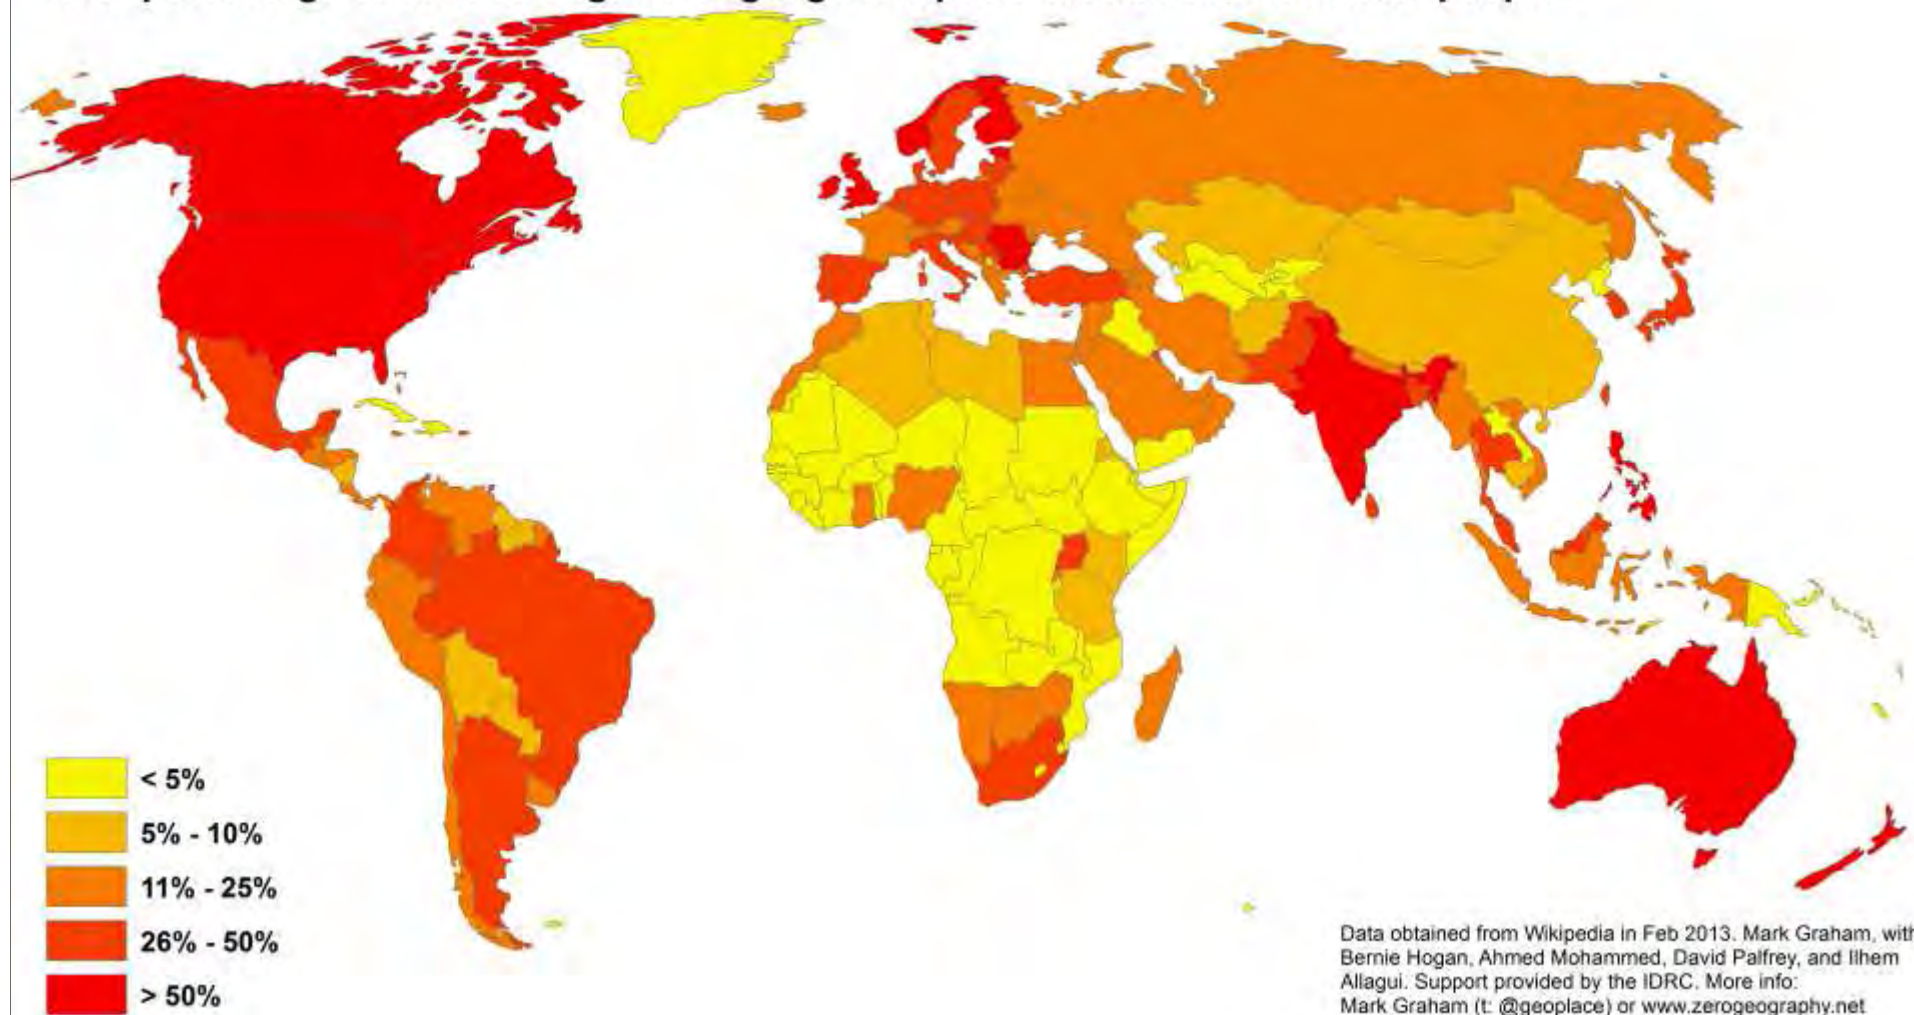 < 5%
5% - 10%
11% - 25%
26% - 50%
> 50%
Data obtained from Wikipedia in Feb 2013. Mark Graham, with
Bernie Hogan, Ahmed Mohammed, David Palfrey, and Ilhem
Allagui. Support provided by the IDRC. More info:
Mark Graham (t: @geoplace) or www.zerogeography.net